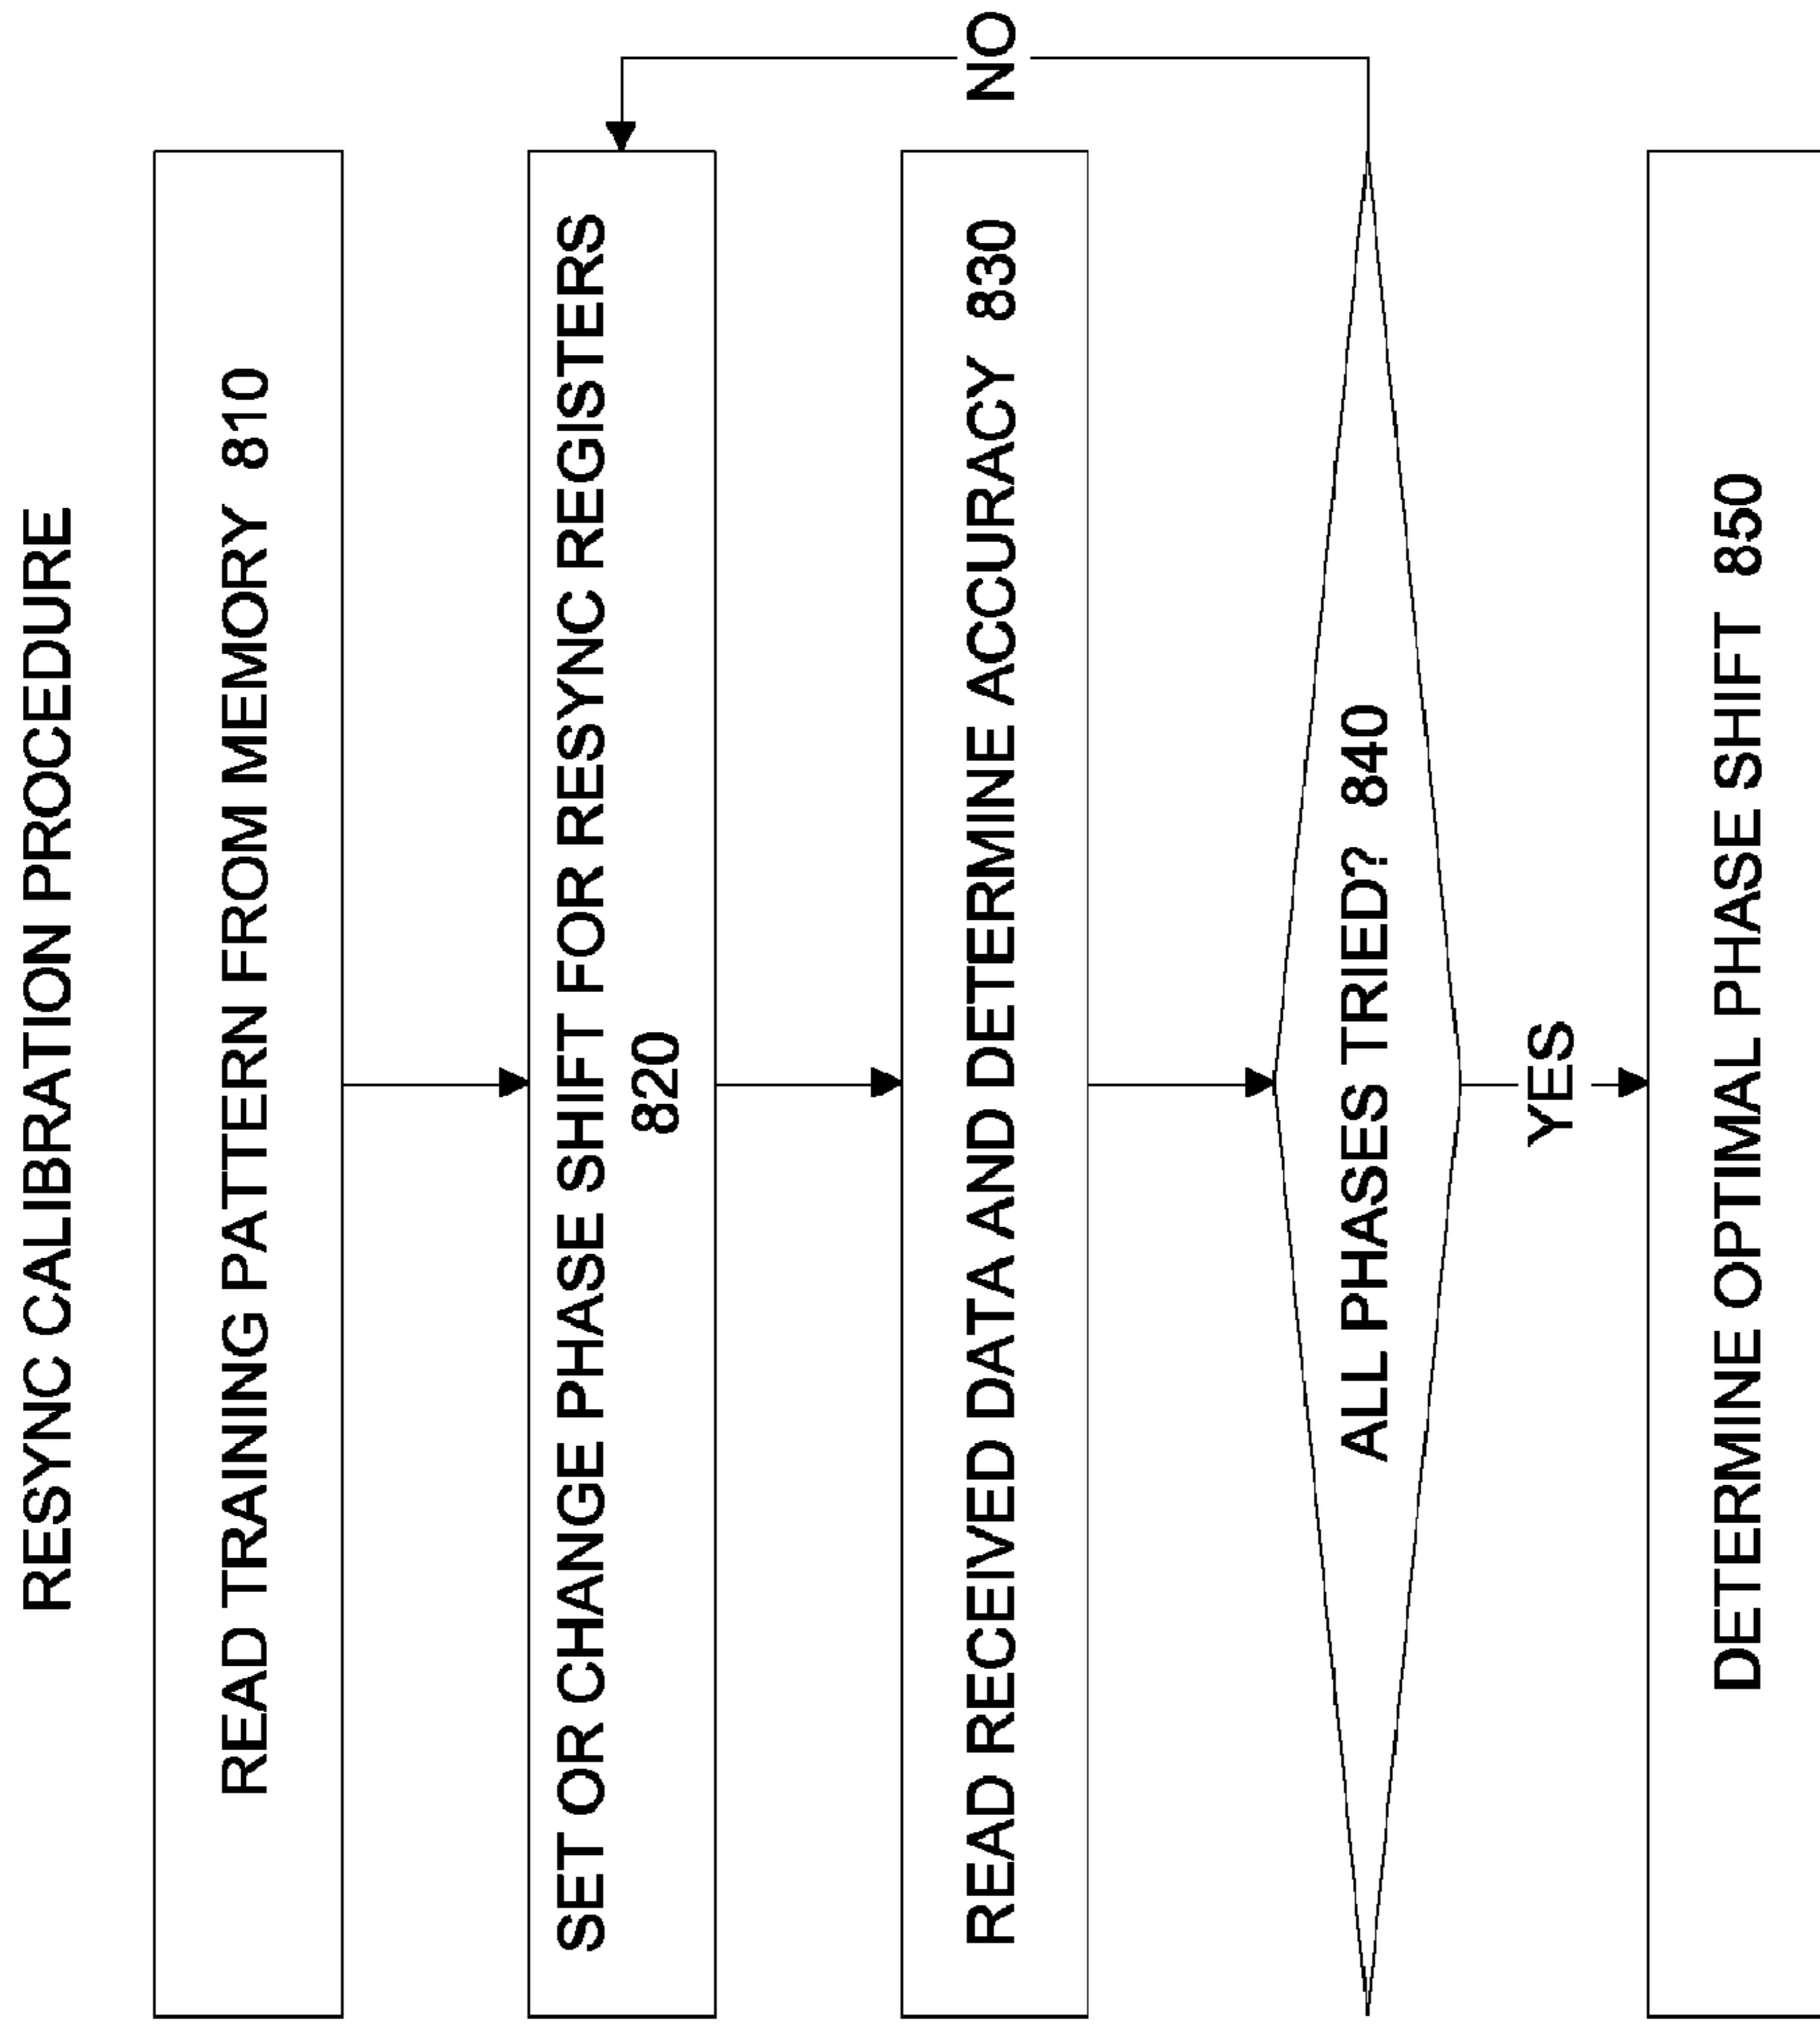 RESYNC CALIBRATION PROCEDURE
READ TRAINING PATTERN FROM MEMORY 810
SET OR CHANGE PHASE SHIFT FOR RESYNC REGISTERS
820
READ RECEIVED DATA AND DETERMINE ACCURACY 830
NO
ALL PHASES TRIED? 840
YES
DETERMINE OPTIMAL PHASE SHIFT 850